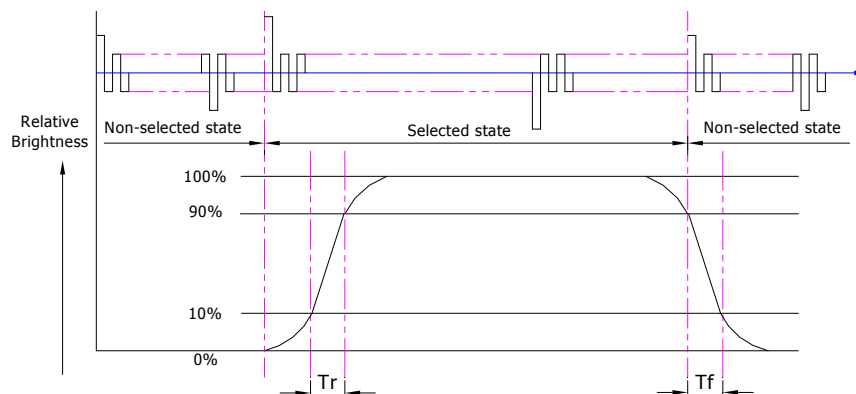 Relative
Brightness
Non-selected state
Selected state
Non-selected state
100%
90%
10%
0%
Tr
Tf